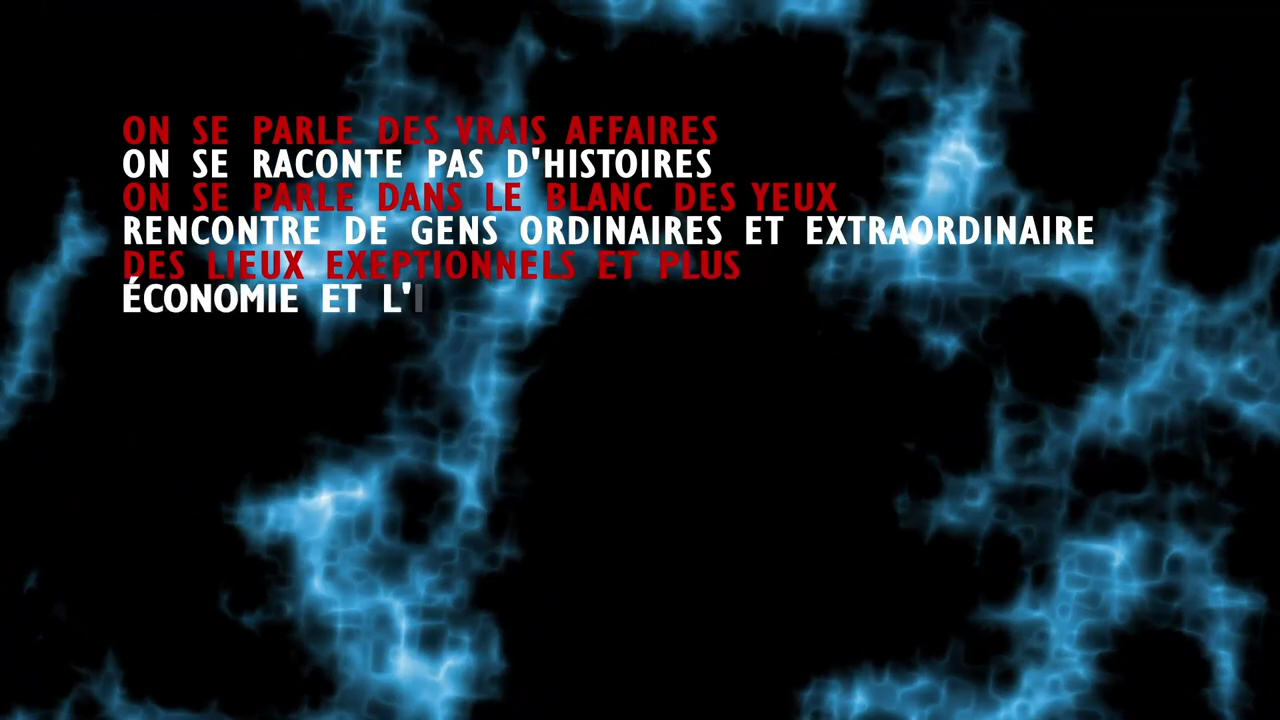 ON SE PARLE DES VRAIS AFFAIRES
ON SE RACONTE PAS D'HISTOIRES
ON SE PARLE DANS LE BLANC DES YEUX
RENCONTRE DE GENS ORDINAIRES ET EXTRAORDINAIRE
DES LIEUX EXEPTIONNELS ET PLUS
ÉCONOMIE ET L'I